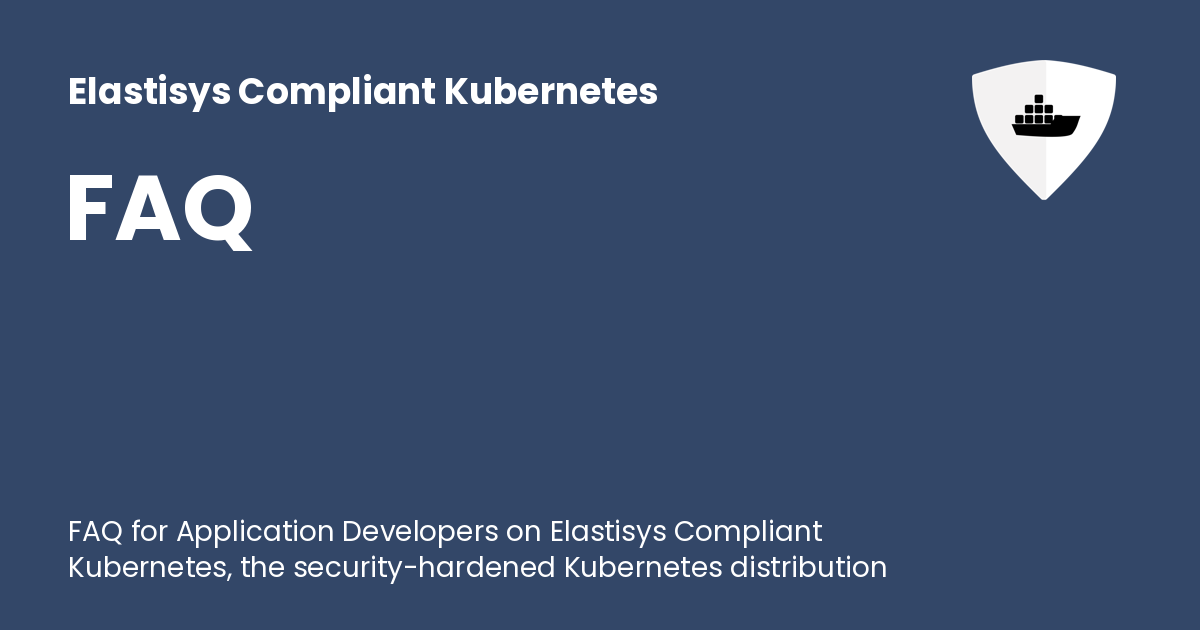 Elastisys Compliant Kubernetes
FAQ
FAQ for Application Developers on Elastisys Compliant
Kubernetes, the security-hardened Kubernetes distribution